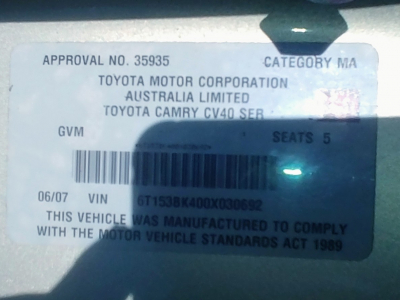 APPROVAL NO. 35935 CATEGORY MA
TOYOTA MOTOR CORPORATION
AUSTRALIA LIMITED
TOYOTA CAMRY CV40 SER
GVM SEATS 5
06/07 VIN 6T153BK400X030692
THIS VEHICLE WAS MANUFACTURED TO COMPLY
WITH THE MOTOR VEHICLE STANDARDS ACT 1989